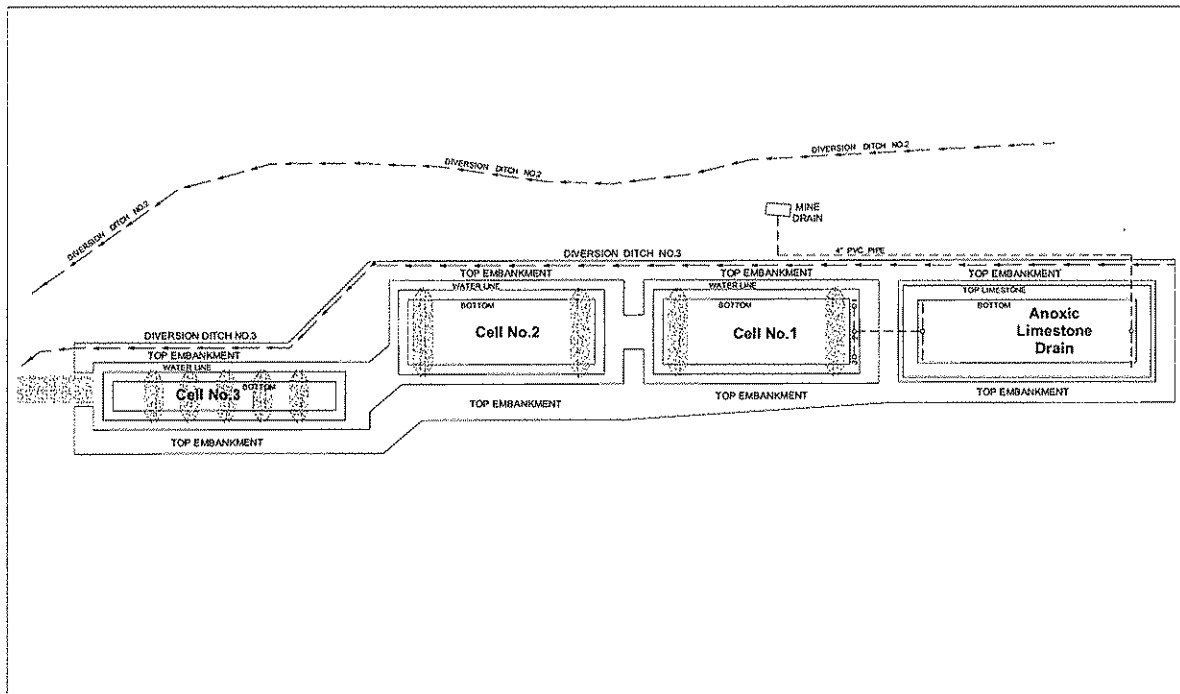 DIVERSION DITCH NO.2
DIVERSION DITCH NO.2
DIVERSION DITCH NO.2
MINE
DRAIN
4" PVC PIPE
DIVERSION DITCH NO.3
TOP EMBANKMENT
TOP EMBANKMENT
TOP EMBANKMENT
WATER LINE
WATER LINE
TOP LIMESTONE
BOTTOM
BOTTOM
BOTTOM
Cell No.2
Cell No.1
Anoxic
Limestone
Drain
DIVERSION DITCH NO.3
TOP EMBANKMENT
WATER LINE
BOTTOM
Cell No.3
TOP EMBANKMENT
TOP EMBANKMENT
TOP EMBANKMENT
TOP EMBANKMENT